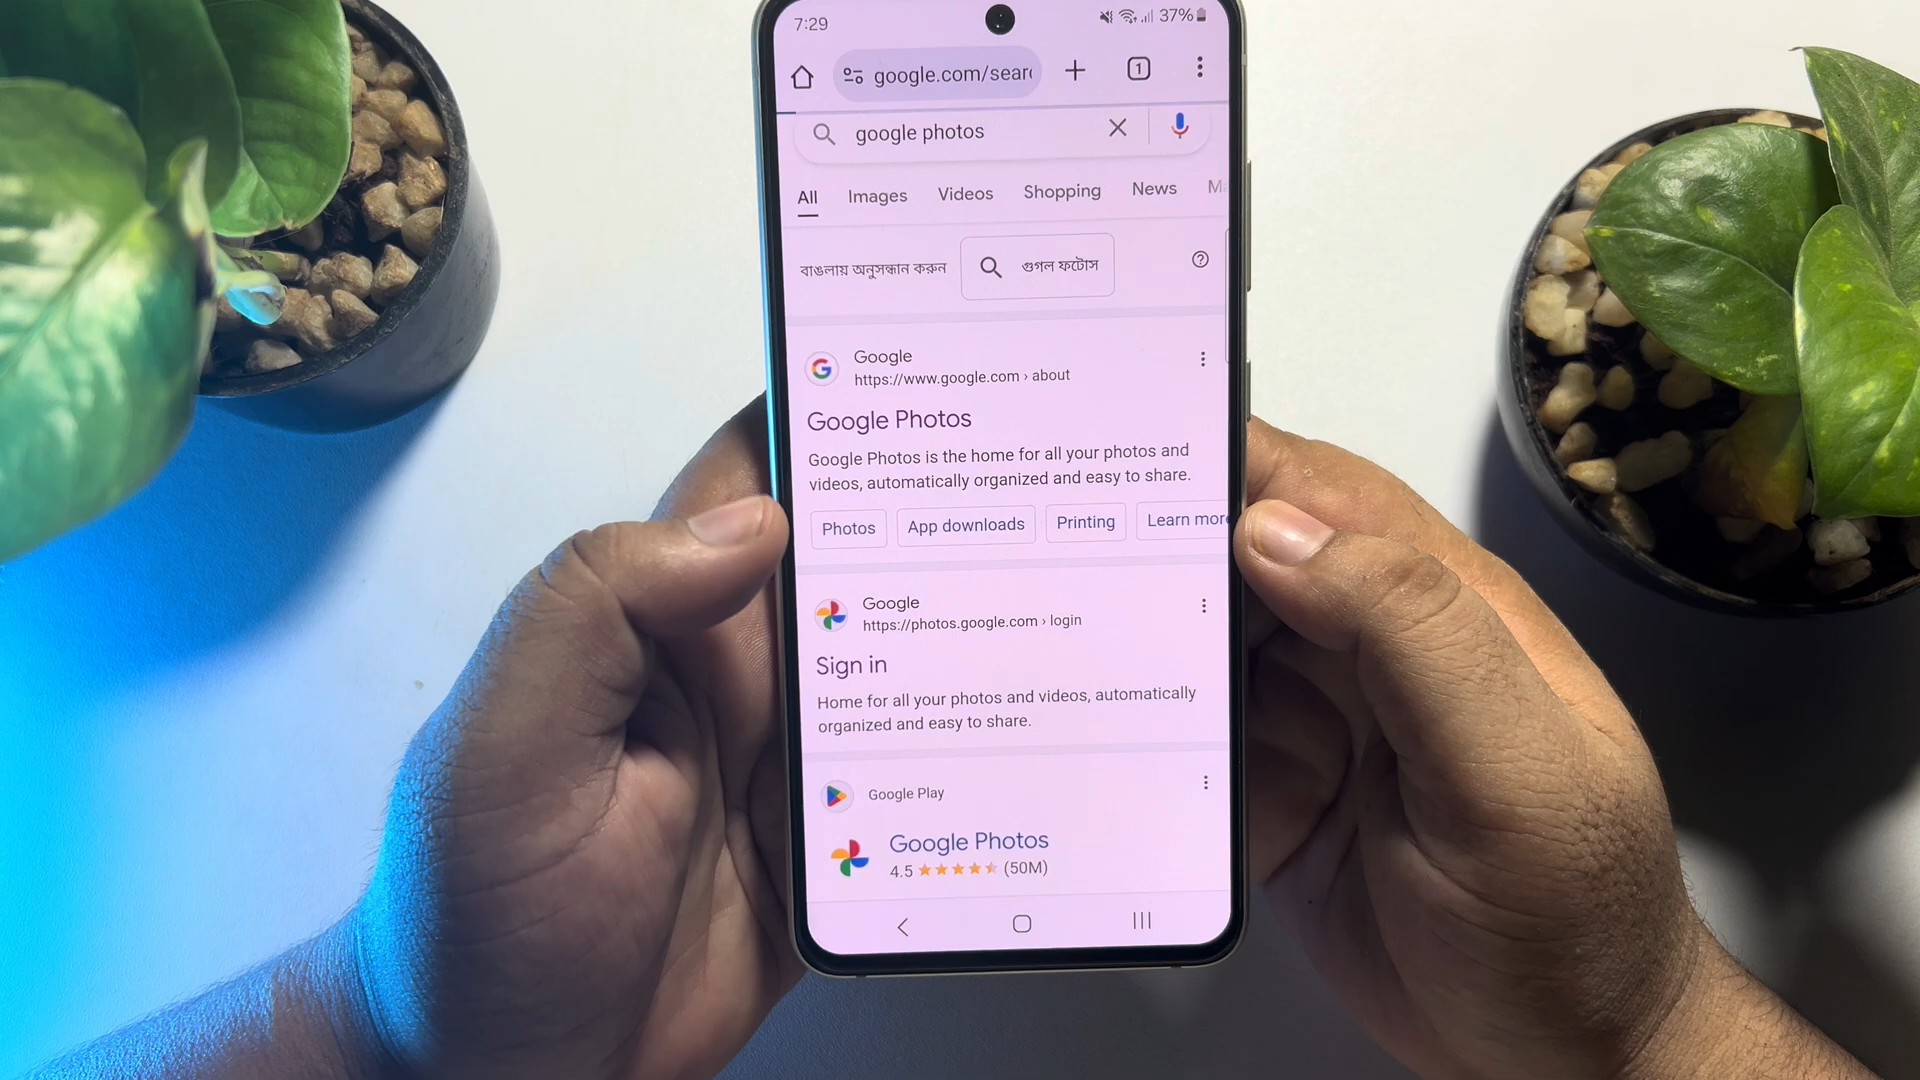 7:29 37%
google.com/sear
1
google photos
All Images Videos Shopping News Ma
বাঙলায় অনুসন্ধান করুন গুগল ফটোস
Google
https://www.google.com › about
Google Photos
Google Photos is the home for all your photos and
videos, automatically organized and easy to share.
Photos App downloads Printing Learn more
Google
https://photos.google.com › login
Sign in
Home for all your photos and videos, automatically
organized and easy to share.
Google Play
Google Photos
4.5 ★★★★★ (50M)